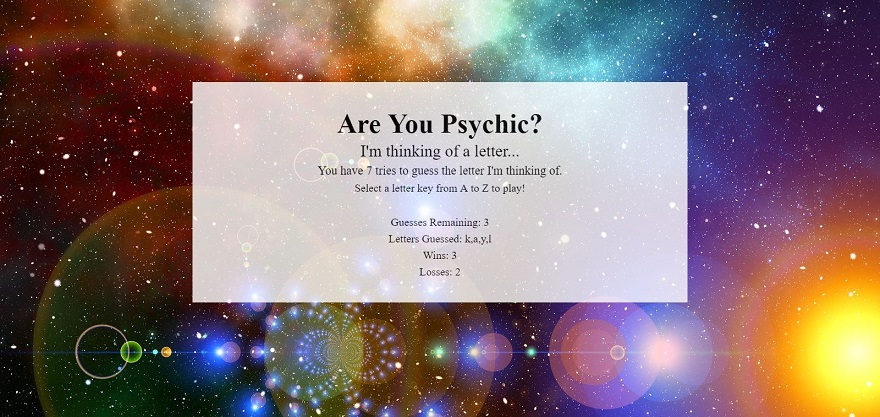 Are You Psychic?
I'm thinking of a letter...
You have 7 tries to guess the letter I'm thinking of.
Select a letter key from A to Z to play!
Guesses Remaining: 3
Letters Guessed: k,a,y,l
Wins: 3
Losses: 2